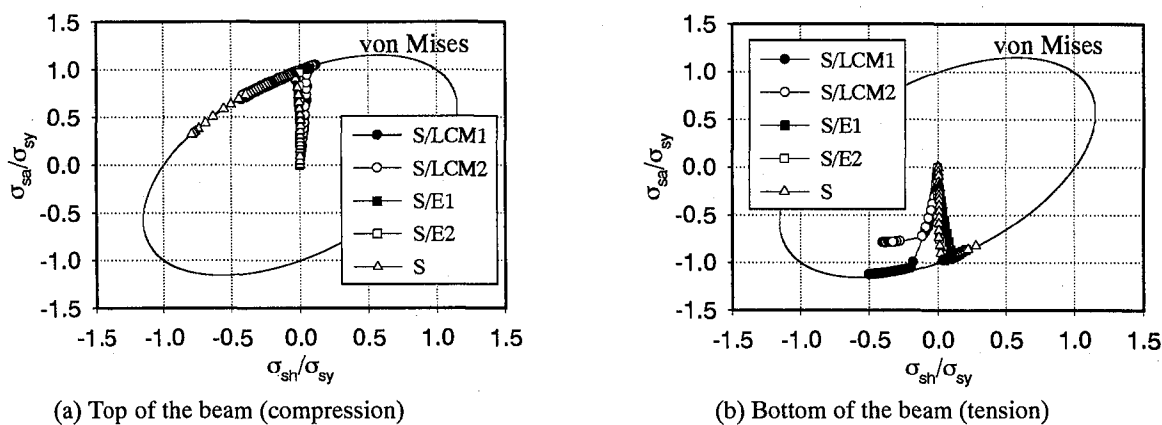 1.5
1.0
0.5
0.0
-0.5
-1.0
-1.5
σsa/σsy
von Mises
S/LCM1
S/LCM2
S/E1
S/E2
S
-1.5 -1.0 -0.5 0.0 0.5 1.0 1.5
σsh/σsy
(a) Top of the beam (compression)
1.5
1.0
0.5
0.0
-0.5
-1.0
-1.5
σsa/σsy
von Mises
S/LCM1
S/LCM2
S/E1
S/E2
S
-1.5 -1.0 -0.5 0.0 0.5 1.0 1.5
σsh/σsy
(b) Bottom of the beam (tension)